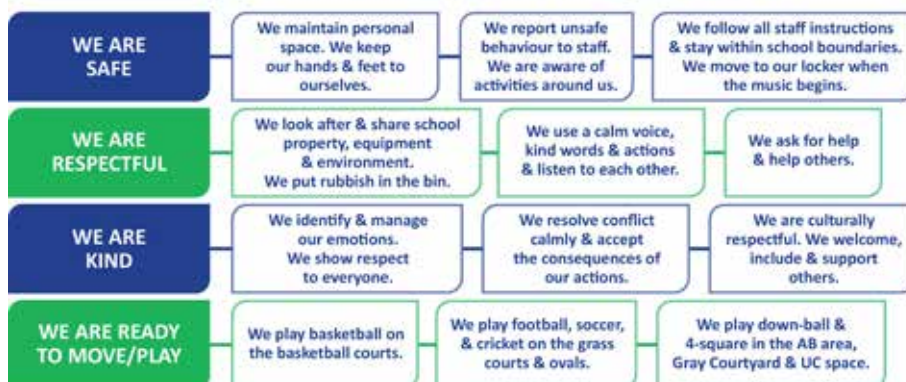 WE ARE
SAFE
We maintain personal
space. We keep
our hands & feet to
ourselves.
We report unsafe
behaviour to staff.
We are aware of
activities around us.
We follow all staff instructions
& stay within school boundaries.
We move to our locker when
the music begins.
WE ARE
RESPECTFUL
We look after & share school
property, equipment
& environment.
We put rubbish in the bin.
We use a calm voice,
kind words & actions
& listen to each other.
We ask for help
& help others.
WE ARE
KIND
We identify & manage
our emotions.
We show respect
to everyone.
We resolve conflict
calmly & accept
the consequences of
our actions.
We are culturally
respectful. We welcome,
include & support
others.
WE ARE READY
TO MOVE/PLAY
We play basketball on
the basketball courts.
We play football, soccer,
& cricket on the grass
courts & ovals.
We play down-ball &
4-square in the AB area,
Gray Courtyard & UC space.